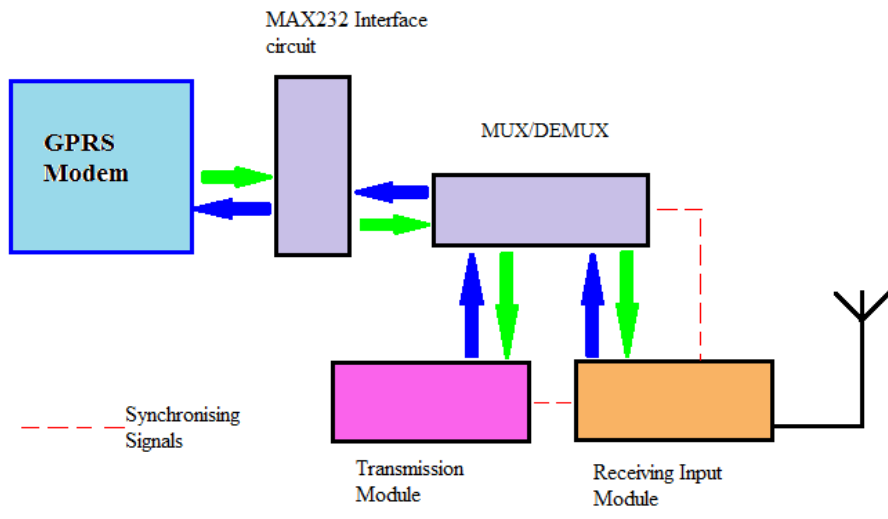 MAX232 Interface
circuit
GPRS
Modem
MUX/DEMUX
Synchronising
Signals
Transmission
Module
Receiving Input
Module